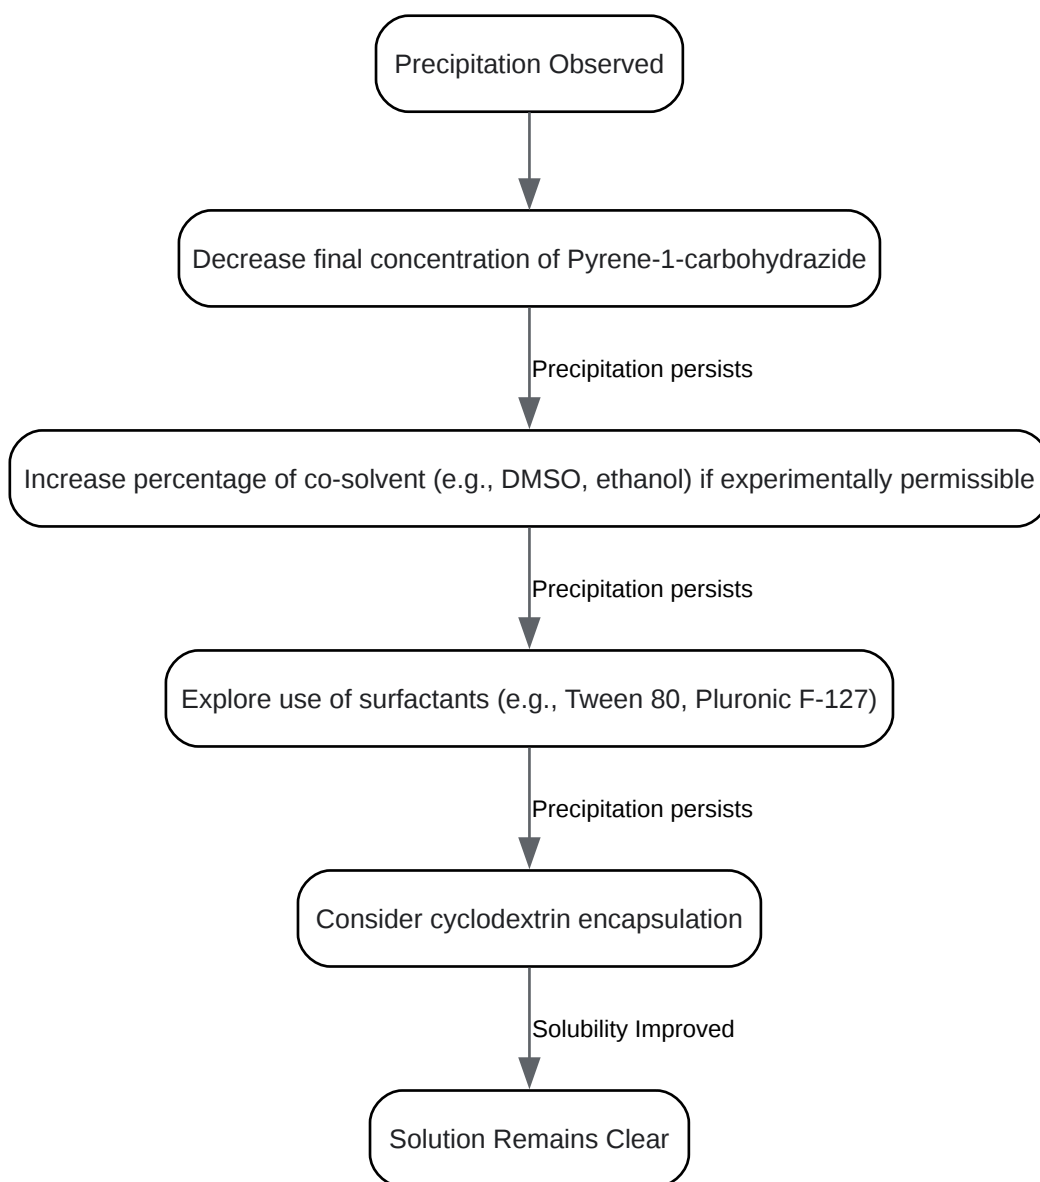 Precipitation Observed
Decrease final concentration of Pyrene-1-carbohydrazide
Precipitation persists
Increase percentage of co-solvent (e.g., DMSO, ethanol) if experimentally permissible
Precipitation persists
Explore use of surfactants (e.g., Tween 80, Pluronic F-127)
Precipitation persists
Consider cyclodextrin encapsulation
Solubility Improved
Solution Remains Clear